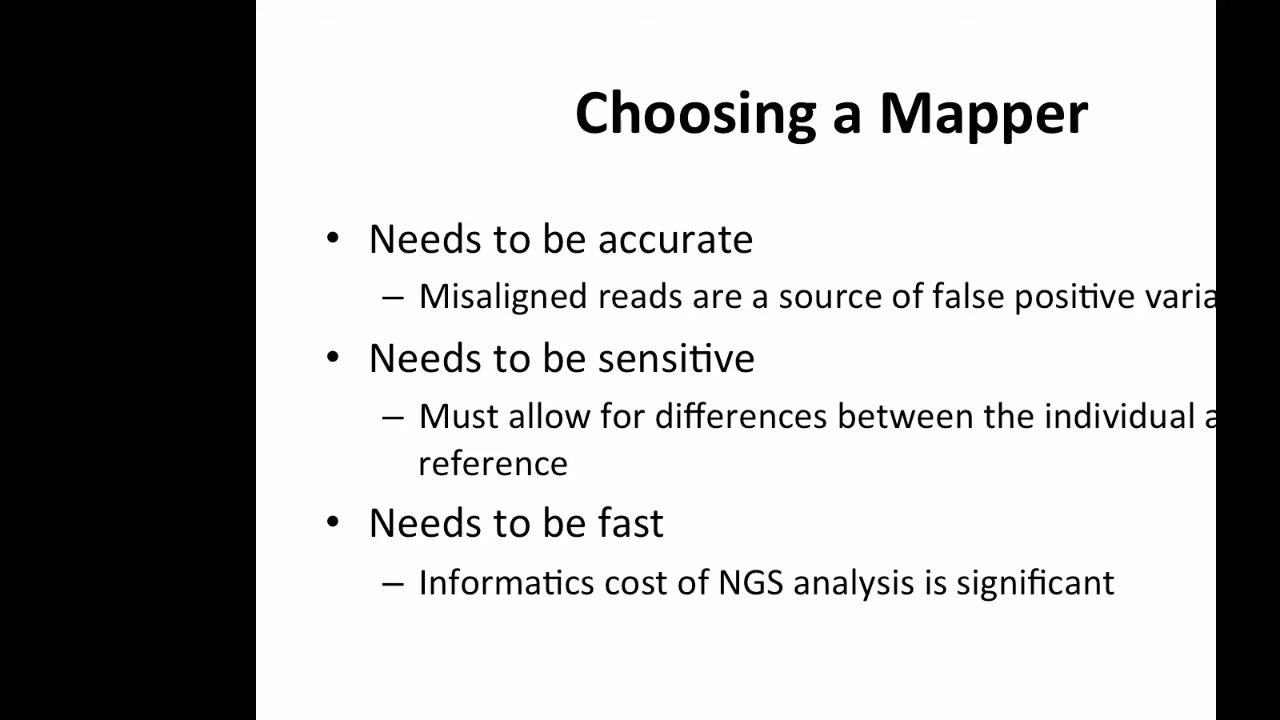 Choosing a Mapper
• Needs to be accurate
– Misaligned reads are a source of false positive
• Needs to be sensitive
– Must allow for differences between the individual
reference
• Needs to be fast
– Informatics cost of NGS analysis is significant